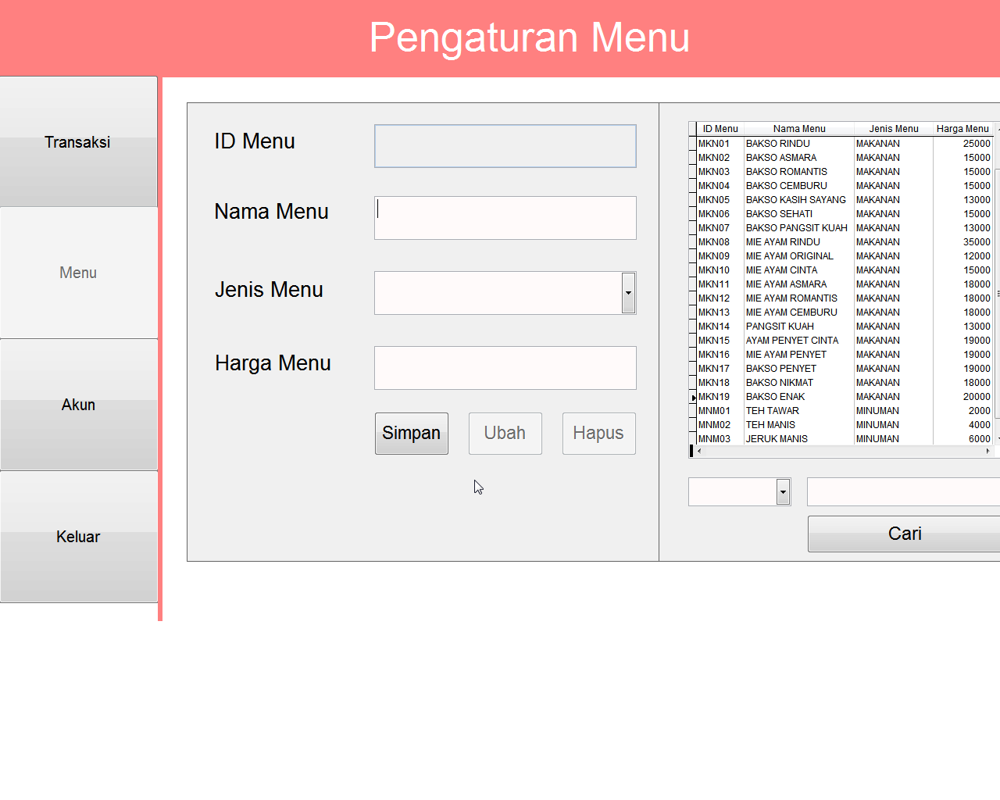 Pengaturan Menu
Transaksi
Menu
Akun
Keluar
ID Menu
Nama Menu
Jenis Menu
Harga Menu
Simpan Ubah Hapus
ID Menu Nama Menu Jenis Menu Harga Menu
MKN01 BAKSO RINDU MAKANAN 25000
MKN02 BAKSO ASMARA MAKANAN 15000
MKN03 BAKSO ROMANTIS MAKANAN 15000
MKN04 BAKSO CEMBURU MAKANAN 15000
MKN05 BAKSO KASIH SAYANG MAKANAN 13000
MKN06 BAKSO SEHATI MAKANAN 15000
MKN07 BAKSO PANGSIT KUAH MAKANAN 13000
MKN08 MIE AYAM RINDU MAKANAN 35000
MKN09 MIE AYAM ORIGINAL MAKANAN 12000
MKN10 MIE AYAM CINTA MAKANAN 15000
MKN11 MIE AYAM ASMARA MAKANAN 18000
MKN12 MIE AYAM ROMANTIS MAKANAN 18000
MKN13 MIE AYAM CEMBURU MAKANAN 18000
MKN14 PANGSIT KUAH MAKANAN 13000
MKN15 AYAM PENYET CINTA MAKANAN 19000
MKN16 MIE AYAM PENYET MAKANAN 19000
MKN17 BAKSO PENYET MAKANAN 19000
MKN18 BAKSO NIKMAT MAKANAN 18000
MKN19 BAKSO ENAK MAKANAN 20000
MNM01 TEH TAWAR MINUMAN 2000
MNM02 TEH MANIS MINUMAN 4000
MNM03 JERUK MANIS MINUMAN 6000
Cari